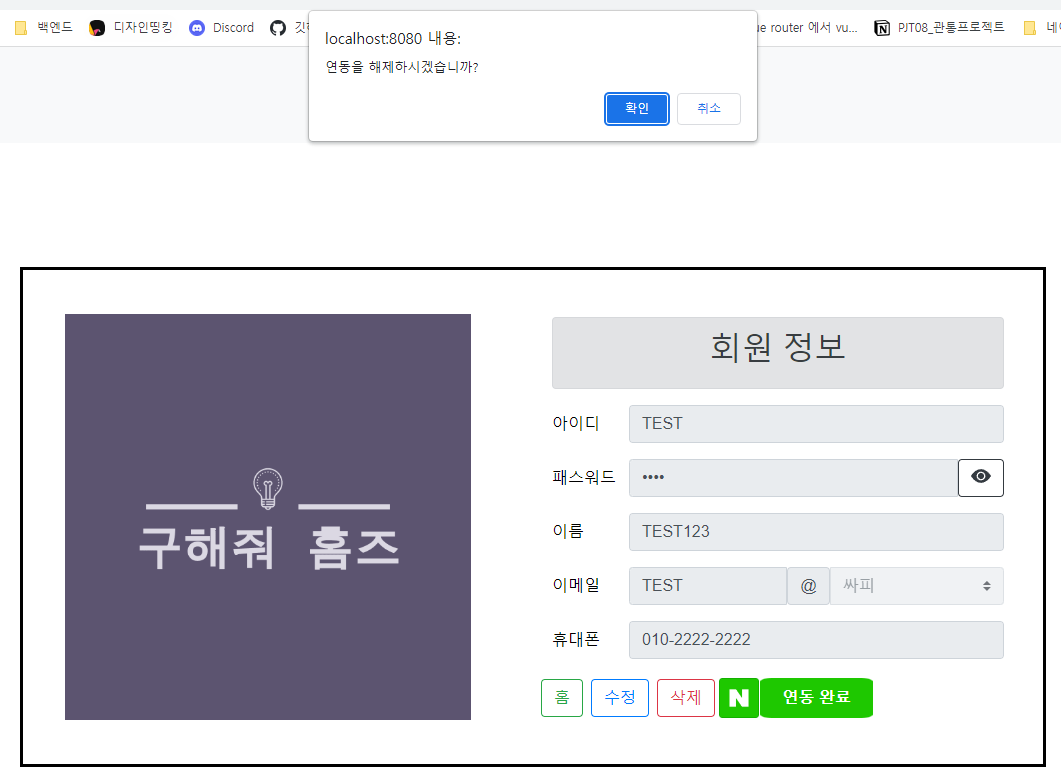 백엔드 디자인띵킹 Discord
router 에서 vu... PJT08_관통프로젝트
localhost:8080 내용:
연동을 해제하시겠습니까?
확인 취소
구해줘 홈즈
회원 정보
아이디 TEST
패스워드 ••••
이름 TEST123
이메일 TEST @ 싸피
휴대폰 010-2222-2222
홈 수정 삭제 N 연동 완료